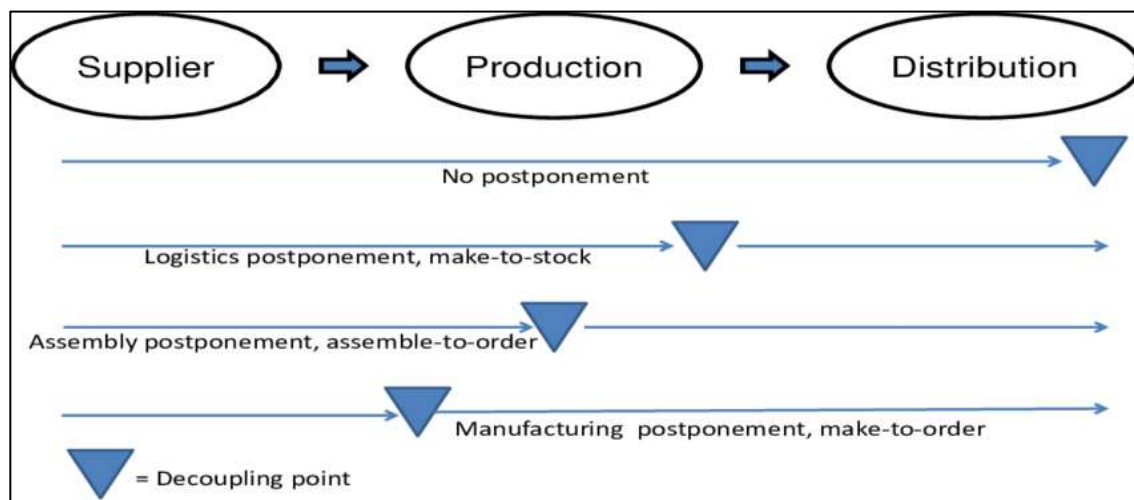 Supplier
Production
Distribution
No postponement
Logistics postponement, make-to-stock
Assembly postponement, assemble-to-order
Manufacturing postponement, make-to-order
= Decoupling point